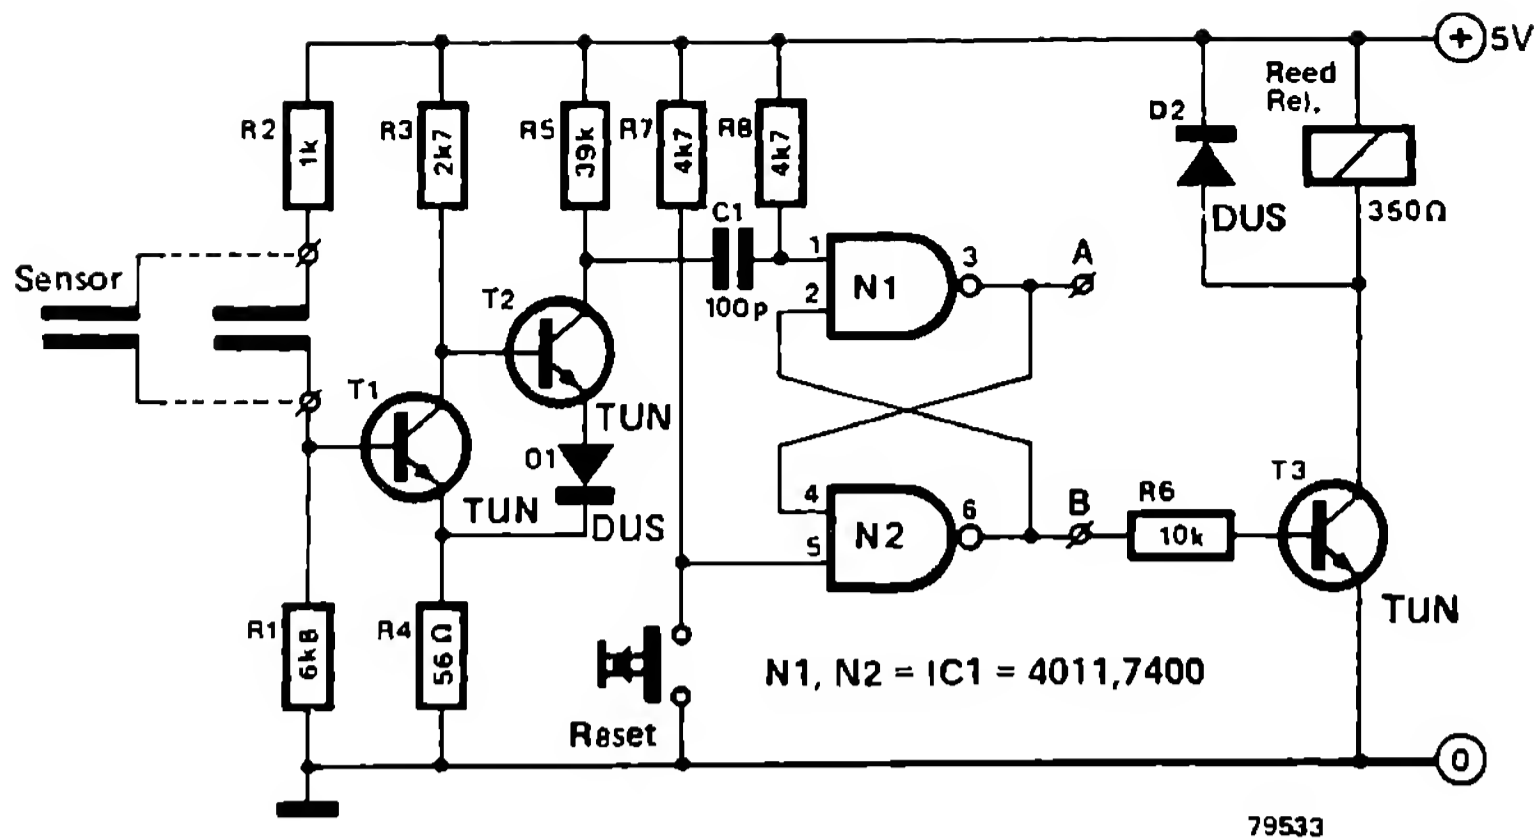 5V
Reed
Rel.
R2
R3
R5
R7
R8
D2
1k
2k7
39k
4k7
4k7
C1
DUS
350Ω
Sensor
1
3
A
T2
100p
2
N1
T1
TUN
D1
4
R6
T3
TUN
DUS
N2
6
B
10k
5
R1
R4
TUN
6k8
56Ω
N1, N2 = IC1 = 4011,7400
Reset
0
79533